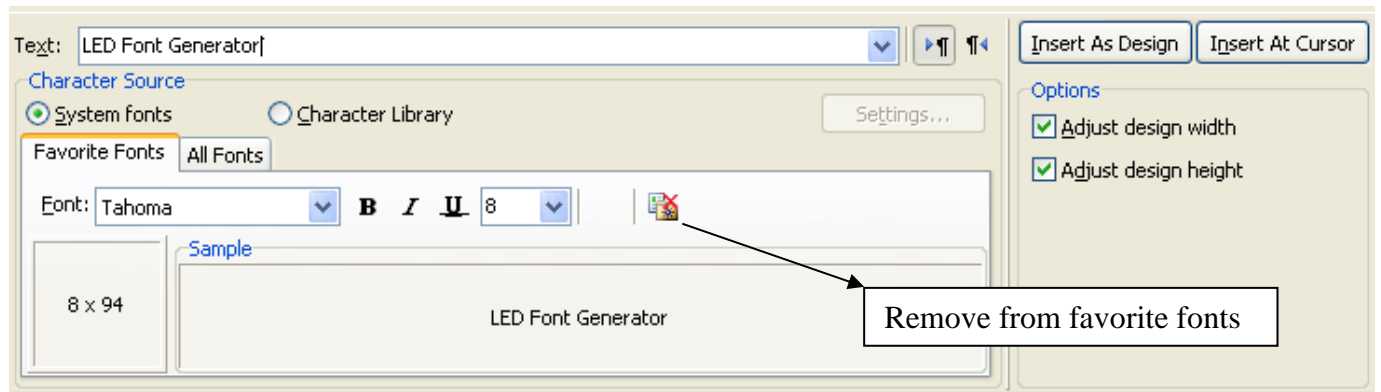 Text: LED Font Generator
Insert As Design Insert At Cursor
Character Source
System fonts Character Library Settings...
Options
Adjust design width
Adjust design height
Favorite Fonts All Fonts
Font: Tahoma B I U 8
Sample
8 x 94
LED Font Generator
Remove from favorite fonts